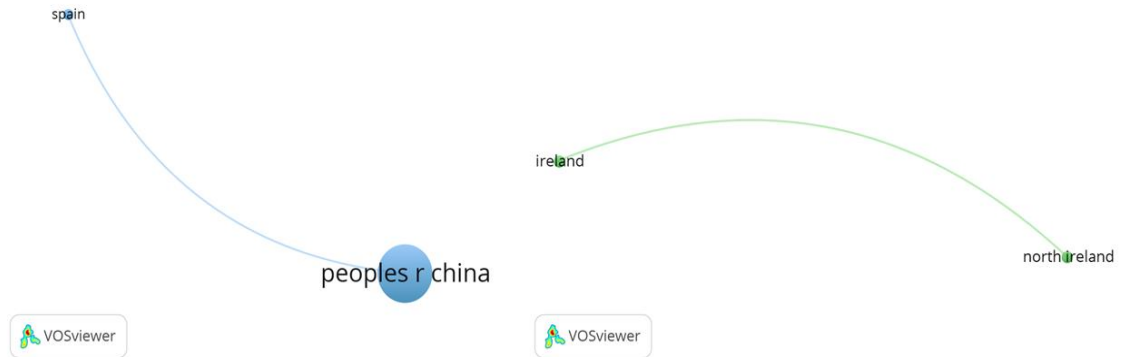 spain
peoples r china
VOSviewer
ireland
north ireland
VOSviewer